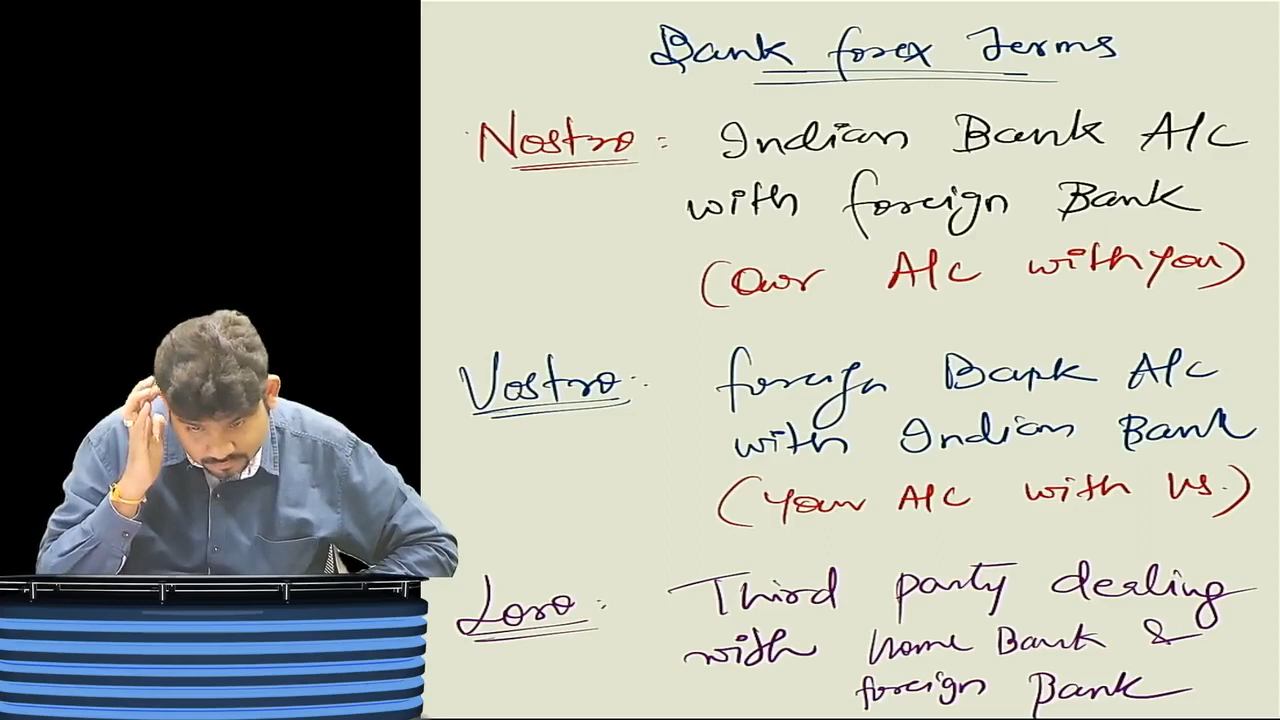 Bank forex Terms
Nostro : Indian Bank A/c
with foreign Bank
(Our A/c with you)
Vostro : foreign Bank A/c
with Indian Bank
(Your A/c with us.)
Loro : Third party dealing
with home Bank &
foreign Bank